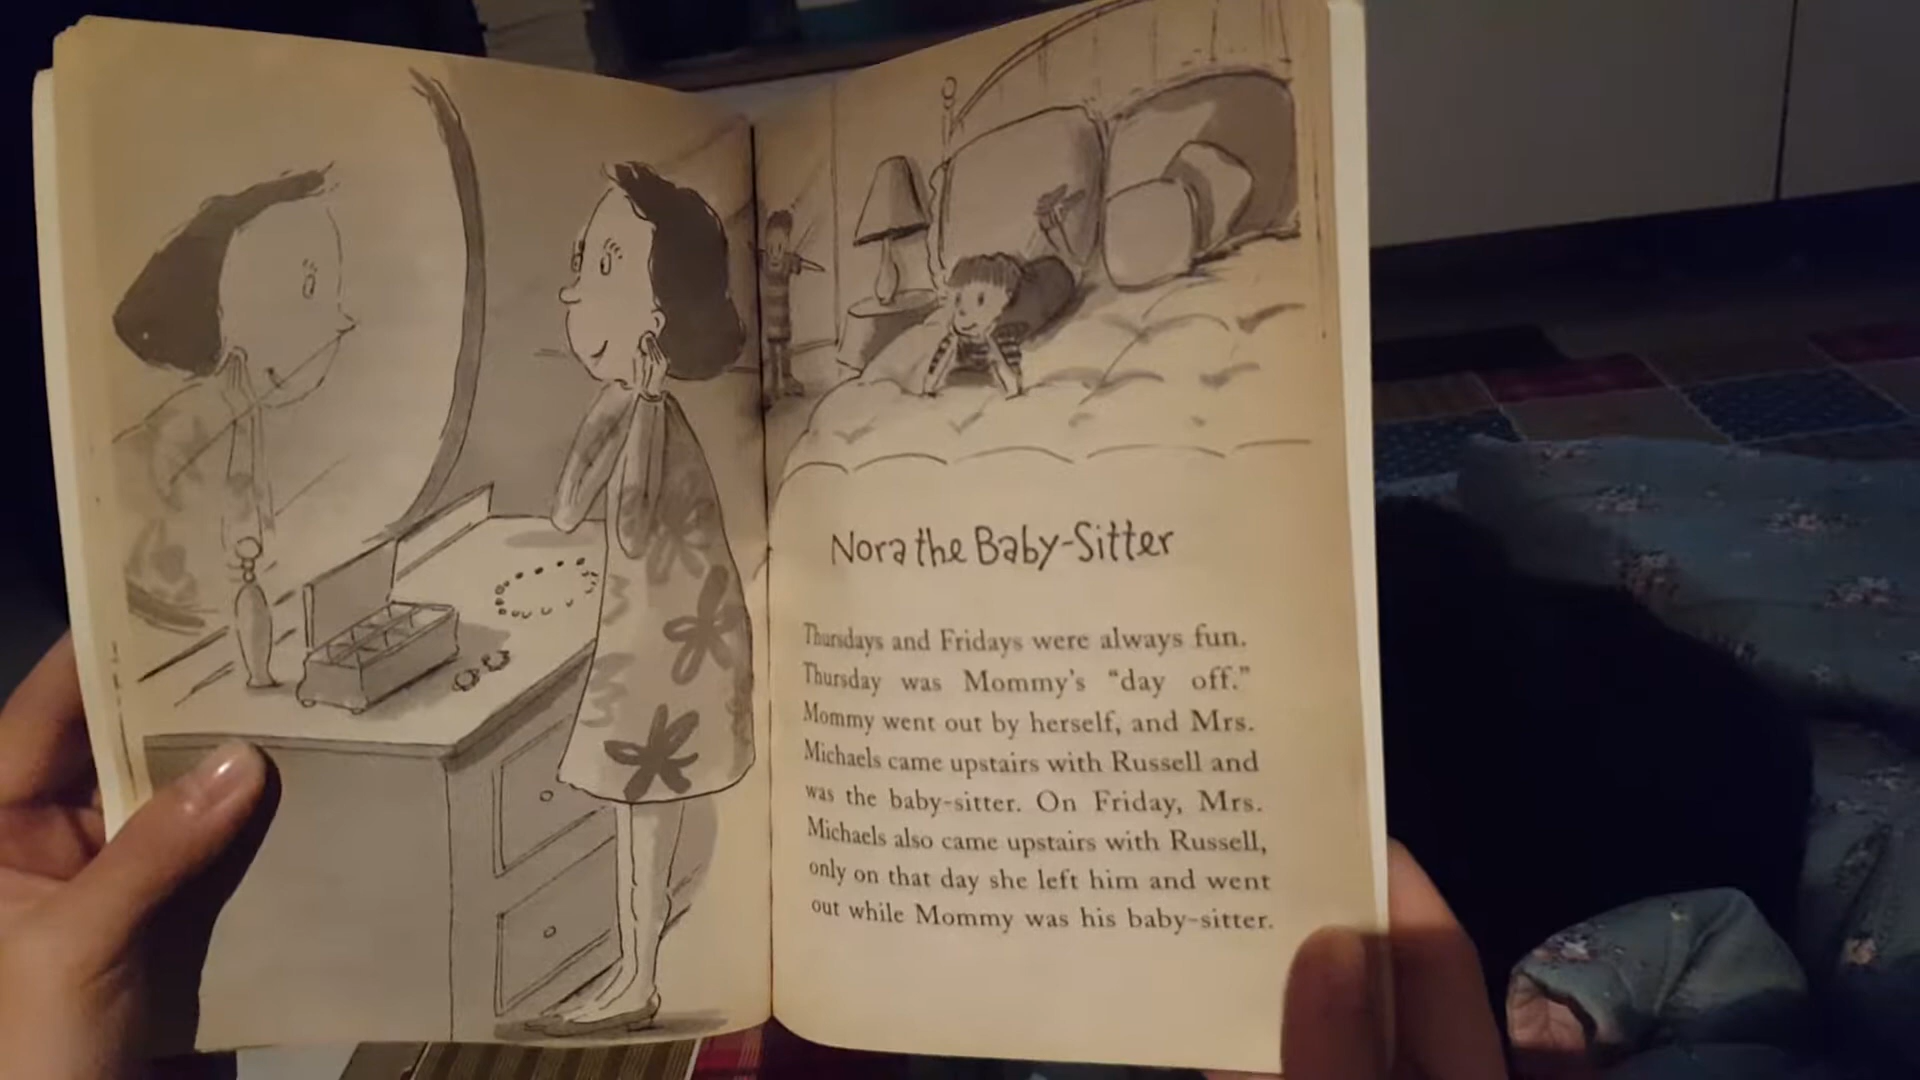 Nora the Baby-Sitter
Thursdays and Fridays were always fun.
Thursday was Mommy's "day off."
Mommy went out by herself, and Mrs.
Michaels came upstairs with Russell and
was the baby-sitter. On Friday, Mrs.
Michaels also came upstairs with Russell,
only on that day she left him and went
out while Mommy was his baby-sitter.